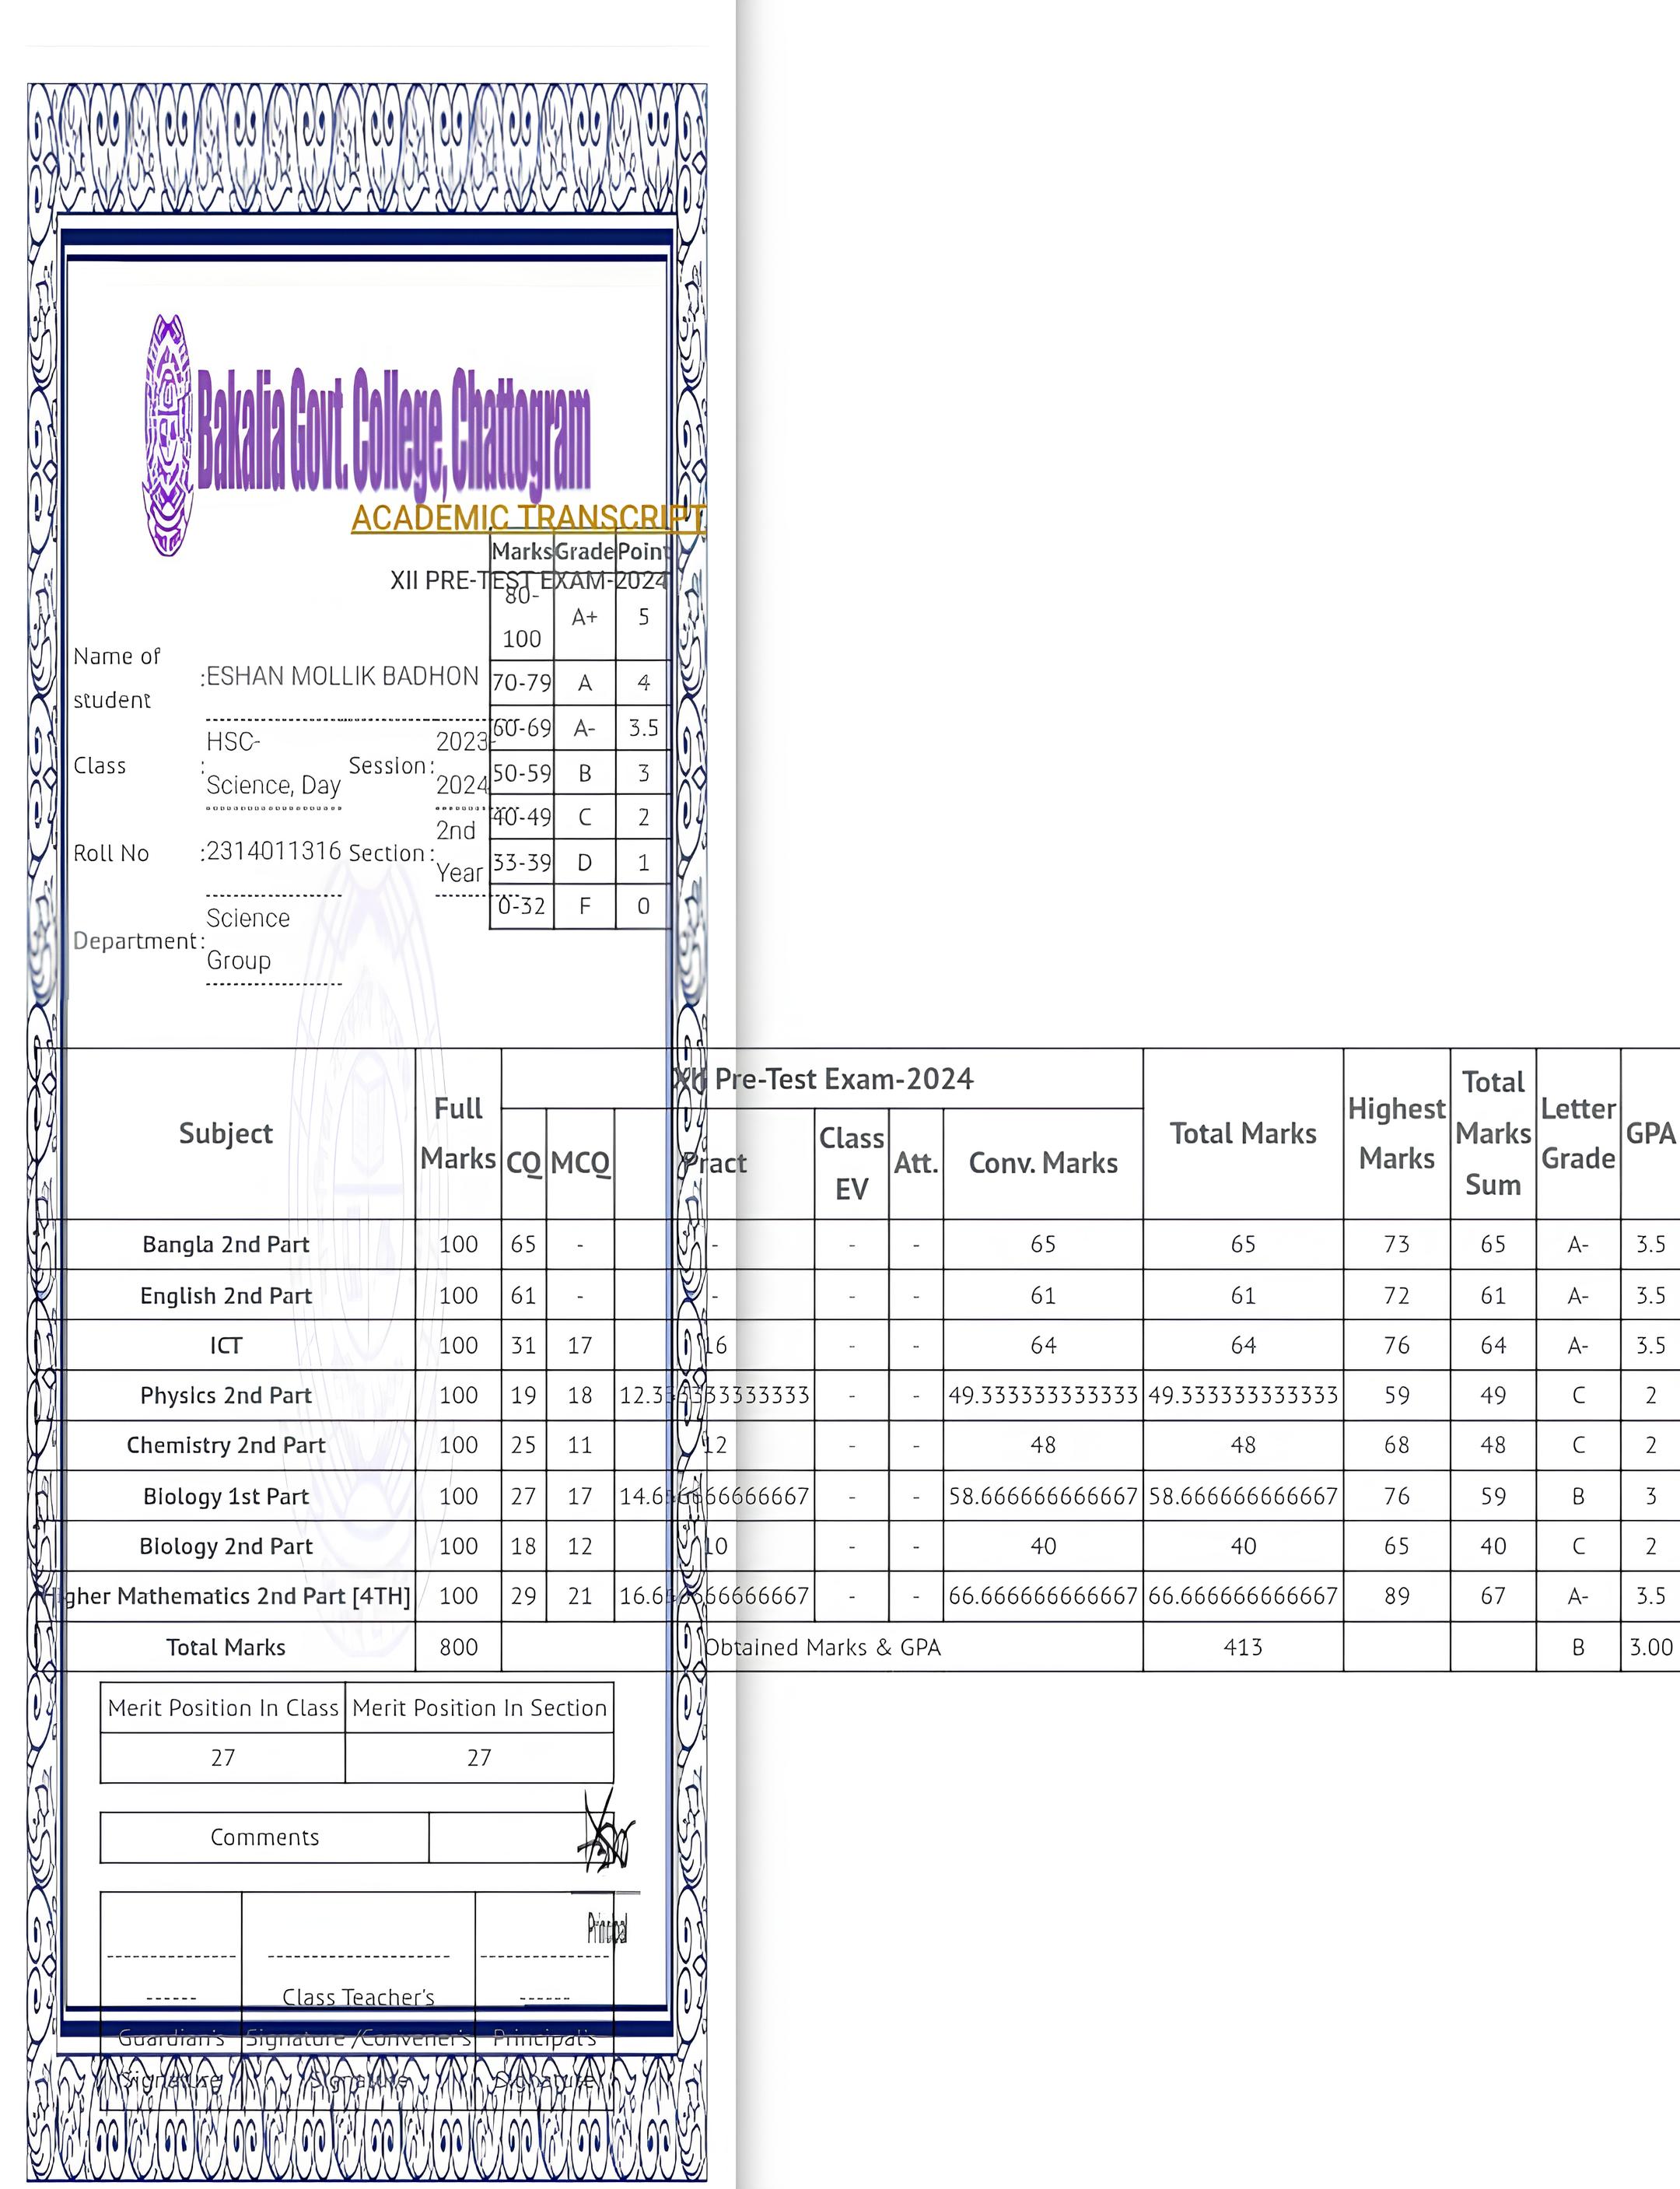 Bakalia Govt. College, Chattogram
ACADEMIC TRANSCRIPT
XII PRE-TEST EXAM-2024
Marks Grade Point
80-100 A+ 5
70-79 A 4
60-69 A- 3.5
50-59 B 3
40-49 C 2
33-39 D 1
0-32 F 0
Name of student :ESHAN MOLLIK BADHON
Class : HSC-Science, Day Session: 2023-2024
Roll No :2314011316 Section: 2nd Year
Department: Science Group
Subject Full Marks XII Pre-Test Exam-2024 Total Marks Highest Marks Total Marks Sum Letter Grade GPA
CQ MCQ Pract Class EV Att. Conv. Marks
Bangla 2nd Part 100 65 - - - - 65 65 73 65 A- 3.5
English 2nd Part 100 61 - - - - 61 61 72 61 A- 3.5
ICT 100 31 17 16 - - 64 64 76 64 A- 3.5
Physics 2nd Part 100 19 18 12.333333333333 - - 49.333333333333 49.333333333333 59 49 C 2
Chemistry 2nd Part 100 25 11 12 - - 48 48 68 48 C 2
Biology 1st Part 100 27 17 14.666666666667 - - 58.666666666667 58.666666666667 76 59 B 3
Biology 2nd Part 100 18 12 10 - - 40 40 65 40 C 2
Higher Mathematics 2nd Part [4TH] 100 29 21 16.666666666667 - - 66.666666666667 66.666666666667 89 67 A- 3.5
Total Marks 800 Obtained Marks & GPA 413 B 3.00
Merit Position In Class Merit Position In Section
27 27
Comments
Principal
Guardian's Signature
Class Teacher's Signature /Convener's Signature
Principal's Signature